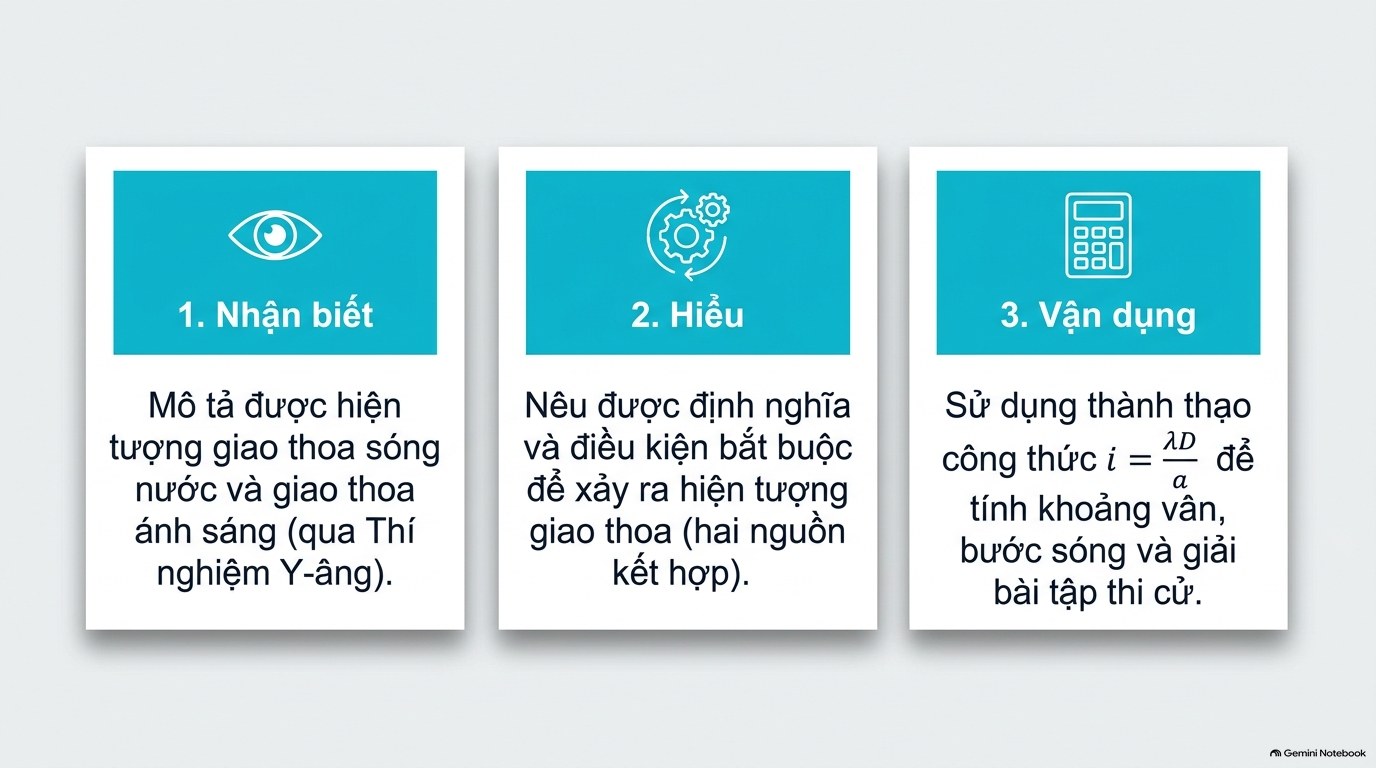 1. Nhận biết
Mô tả được hiện
tượng giao thoa sóng
nước và giao thoa
ánh sáng (qua Thí
nghiệm Y-âng).
2. Hiểu
Nêu được định nghĩa
và điều kiện bắt buộc
để xảy ra hiện tượng
giao thoa (hai nguồn
kết hợp).
3. Vận dụng
Sử dụng thành thạo
công thức i = λD/a để
tính khoảng vân,
bước sóng và giải
bài tập thi cử.
Gemini Notebook